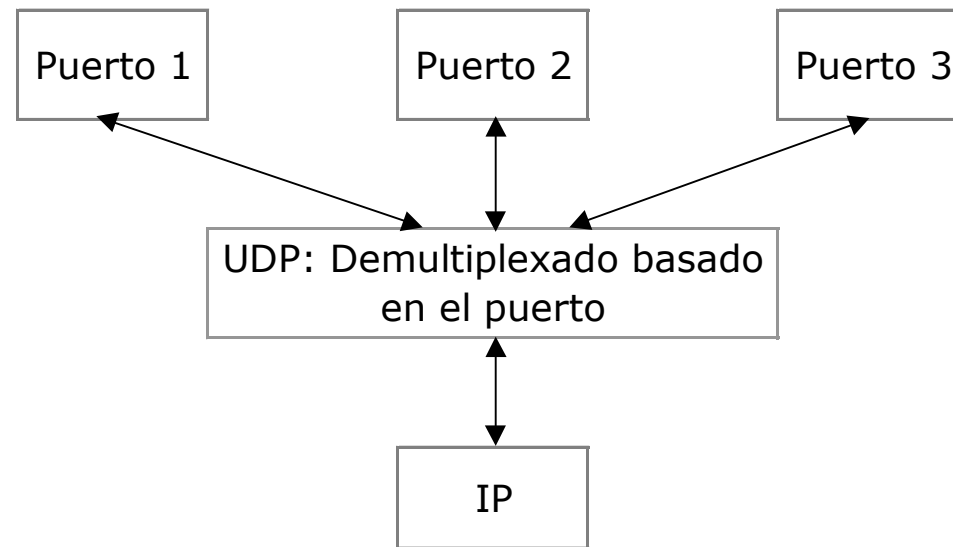 Puerto 1
Puerto 2
Puerto 3
UDP: Demultiplexado basado
en el puerto
IP